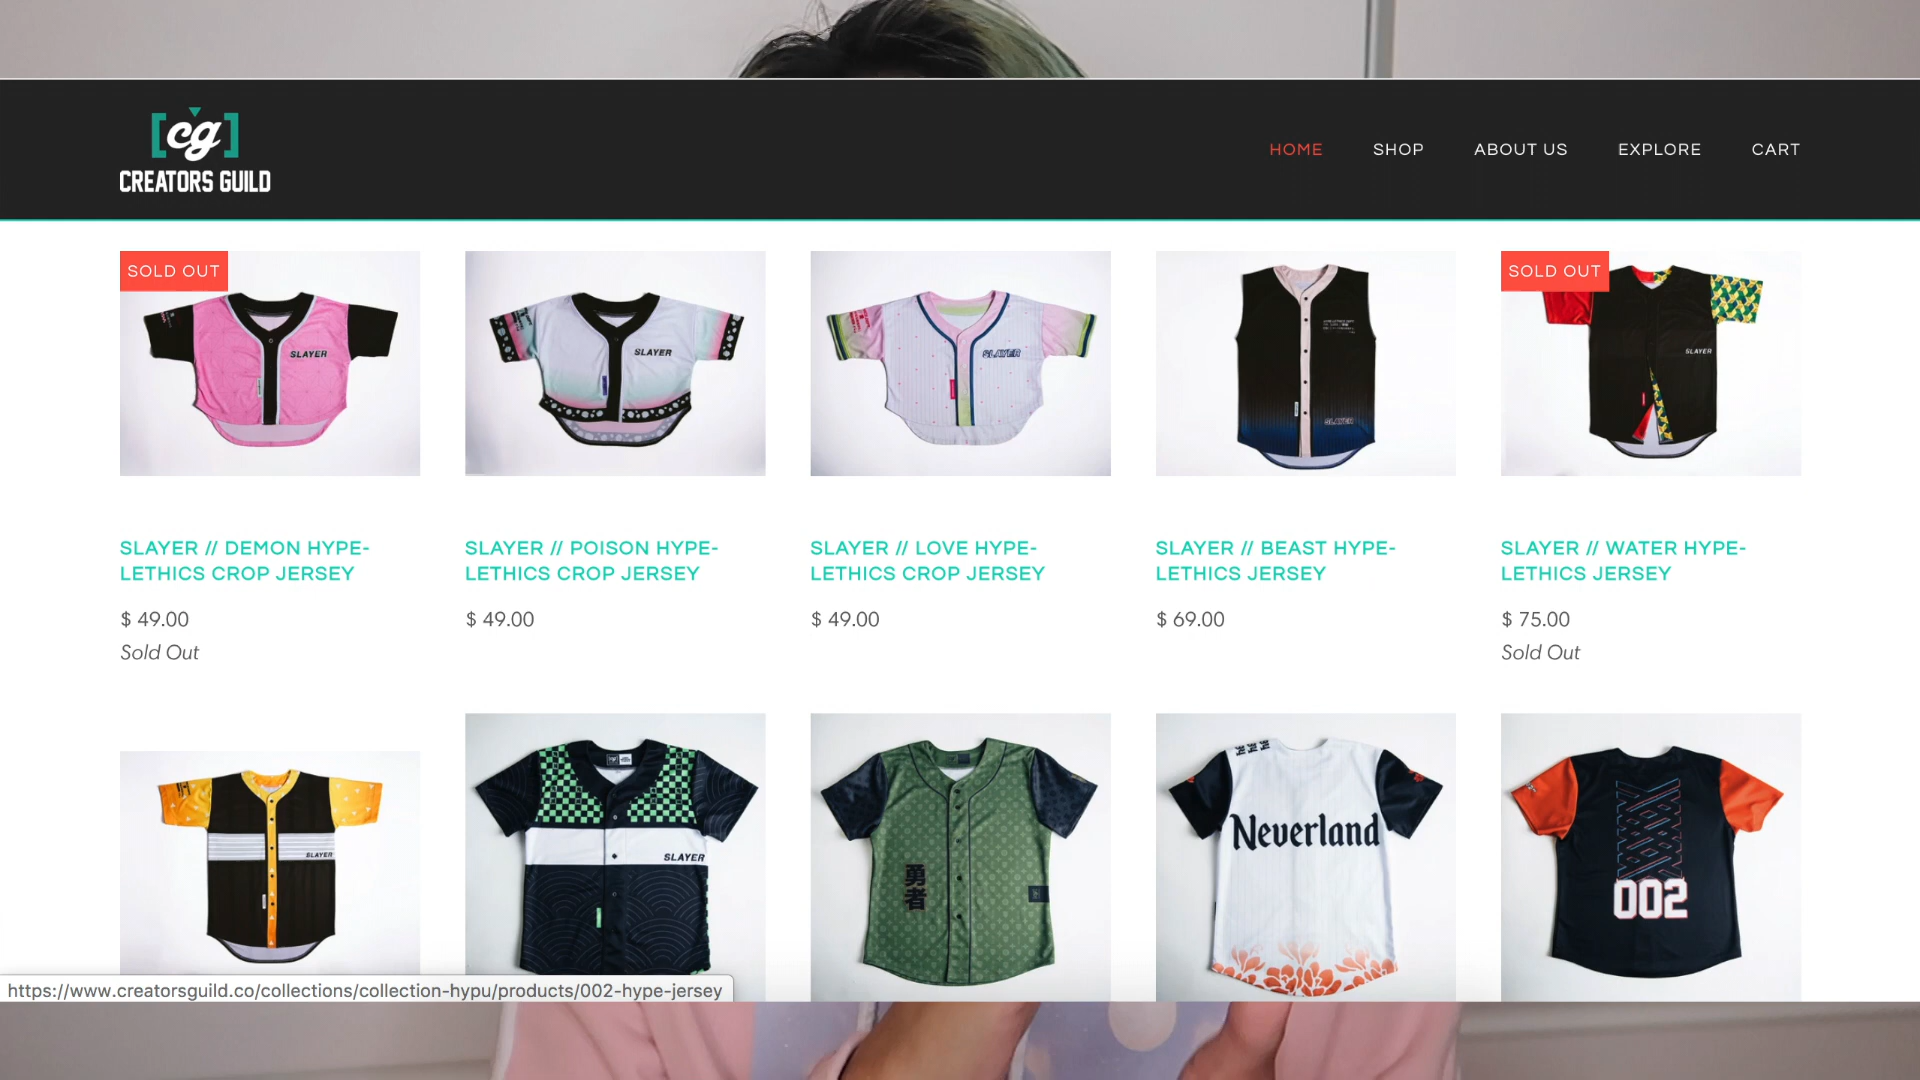 cg
CREATORS GUILD
HOME
SHOP
ABOUT US
EXPLORE
CART
SOLD OUT
SOLD OUT
SLAYER
SLAYER
SLAYER
SLAYER
SLAYER
SLAYER // DEMON HYPE-
LETHICS CROP JERSEY
$ 49.00
Sold Out
SLAYER // POISON HYPE-
LETHICS CROP JERSEY
$ 49.00
SLAYER // LOVE HYPE-
LETHICS CROP JERSEY
$ 49.00
SLAYER // BEAST HYPE-
LETHICS JERSEY
$ 69.00
SLAYER // WATER HYPE-
LETHICS JERSEY
$ 75.00
Sold Out
SLAYER
SLAYER
勇者
Neverland
002
https://www.creatorsguild.co/collections/collection-hypu/products/002-hype-jersey